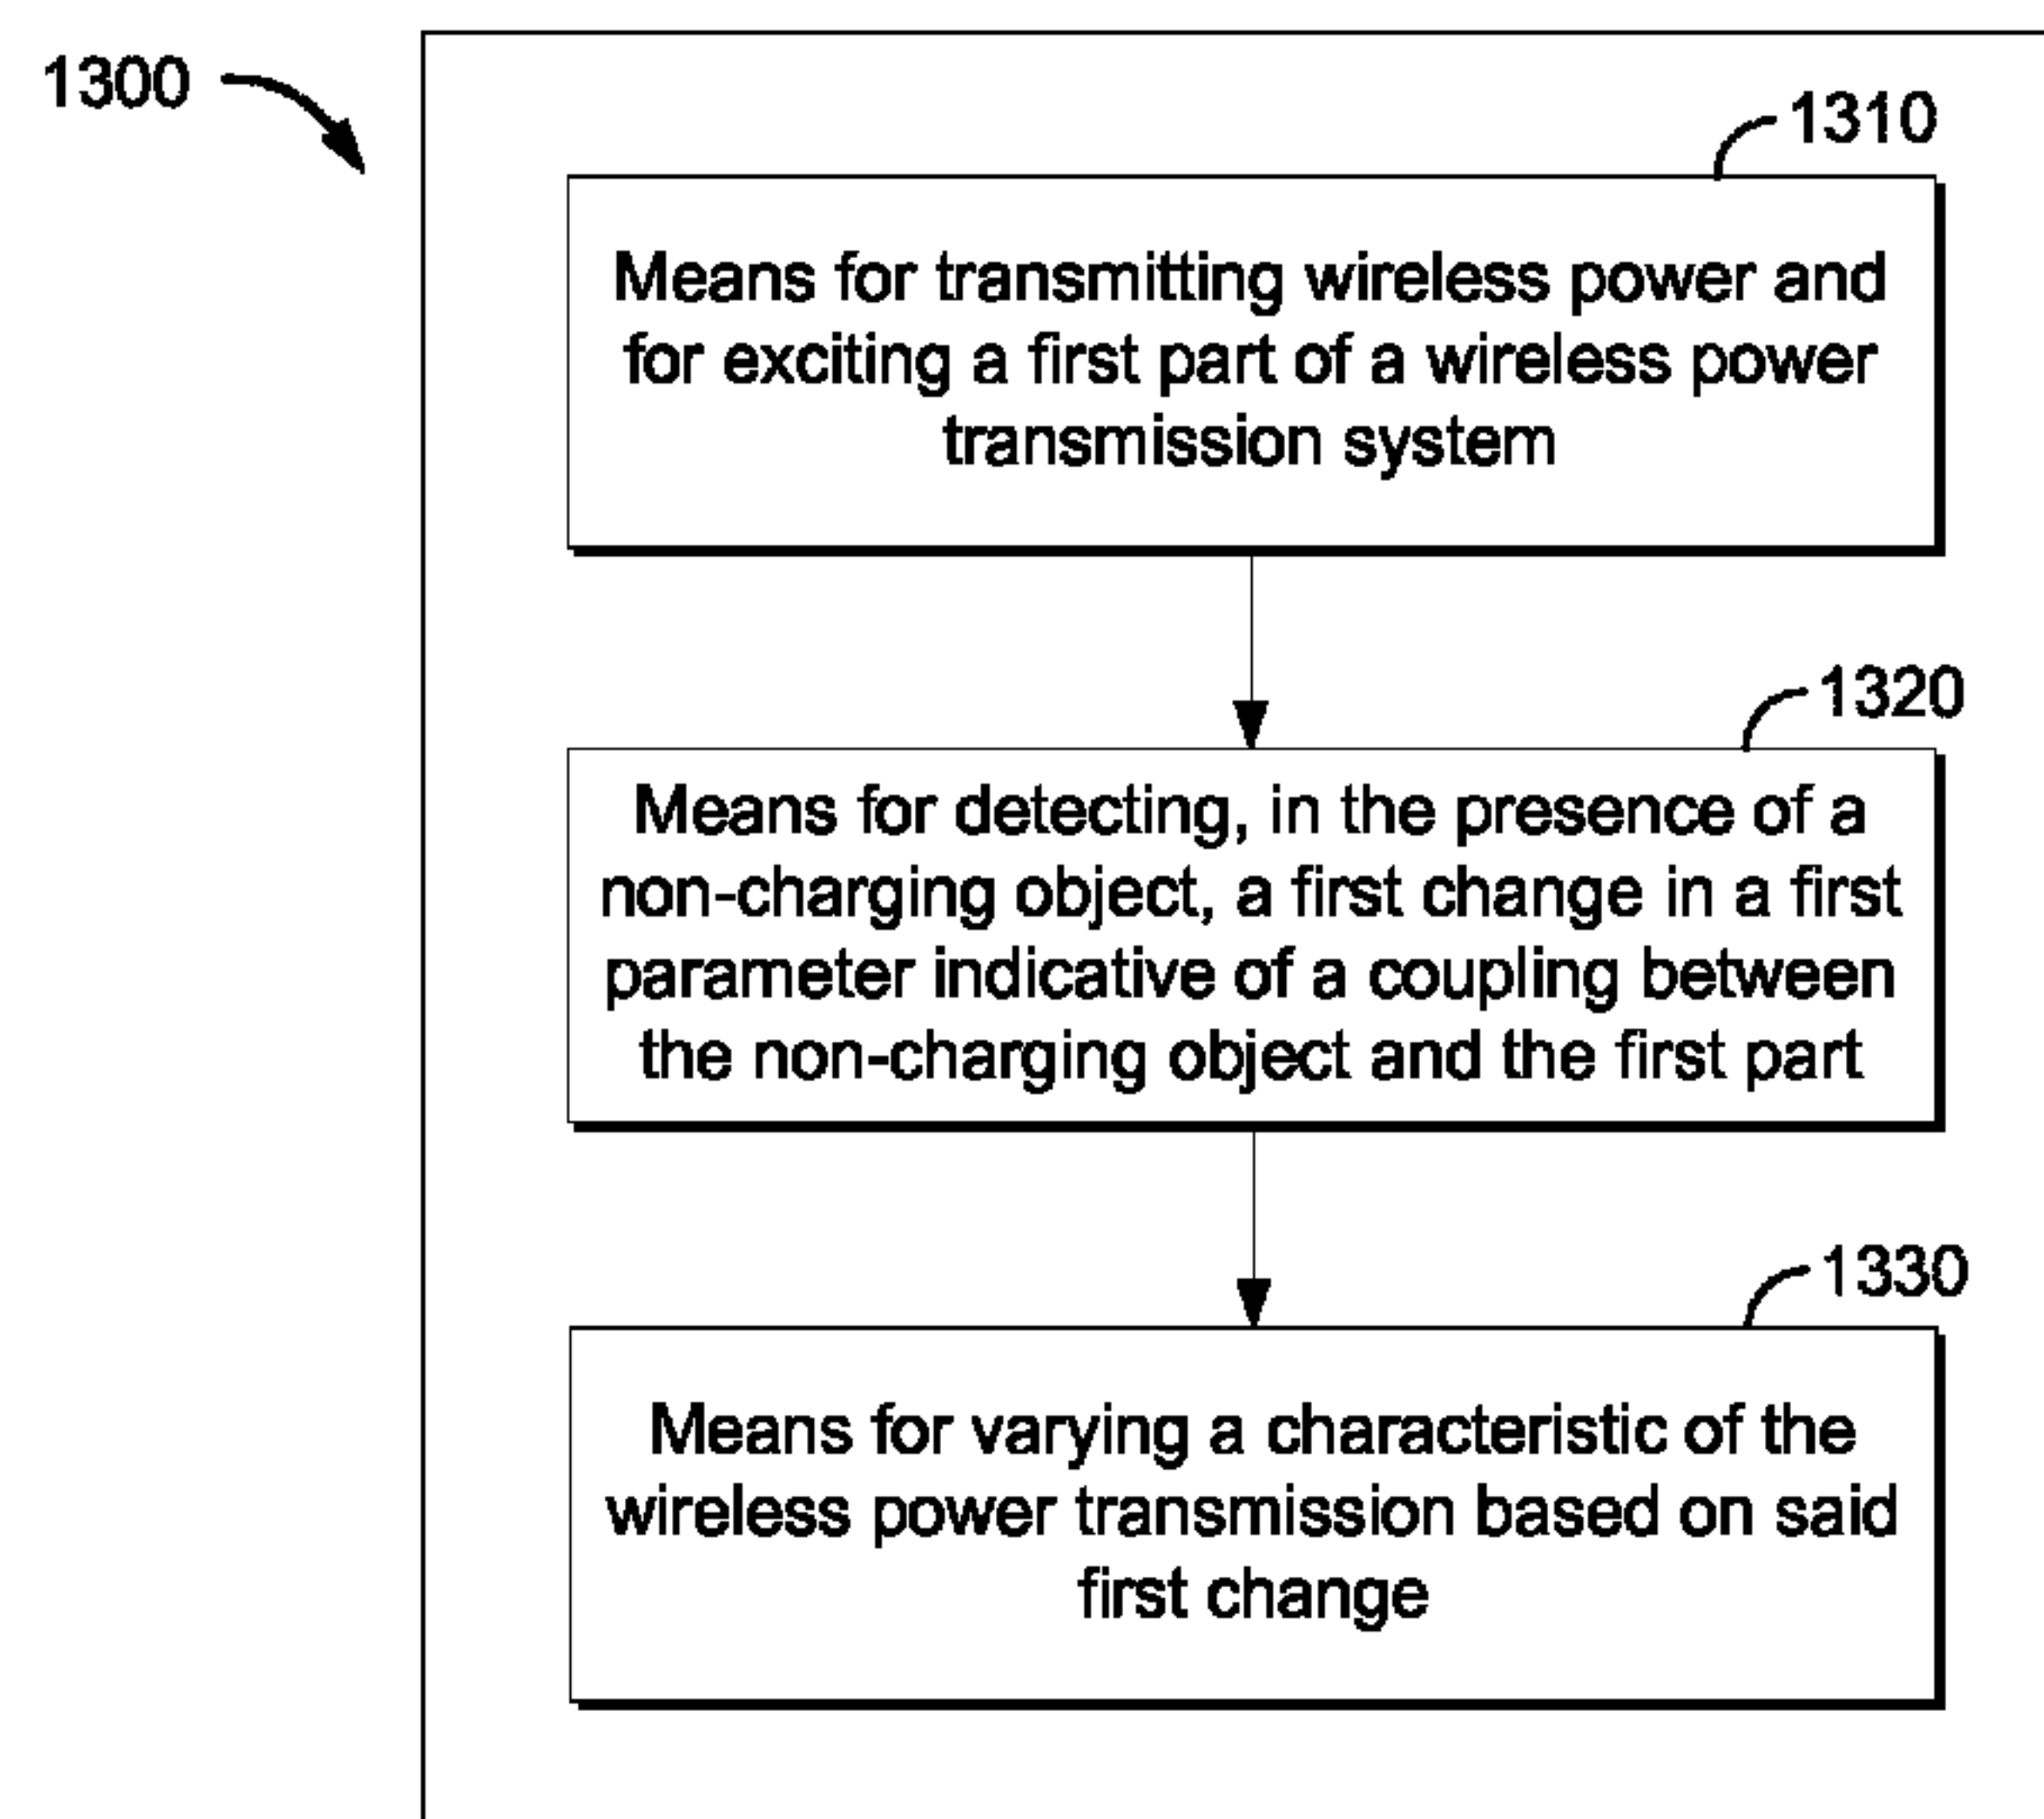 1300
1310
Means for transmitting wireless power and
for exciting a first part of a wireless power
transmission system
1320
Means for detecting, in the presence of a
non-charging object, a first change in a first
parameter indicative of a coupling between
the non-charging object and the first part
1330
Means for varying a characteristic of the
wireless power transmission based on said
first change